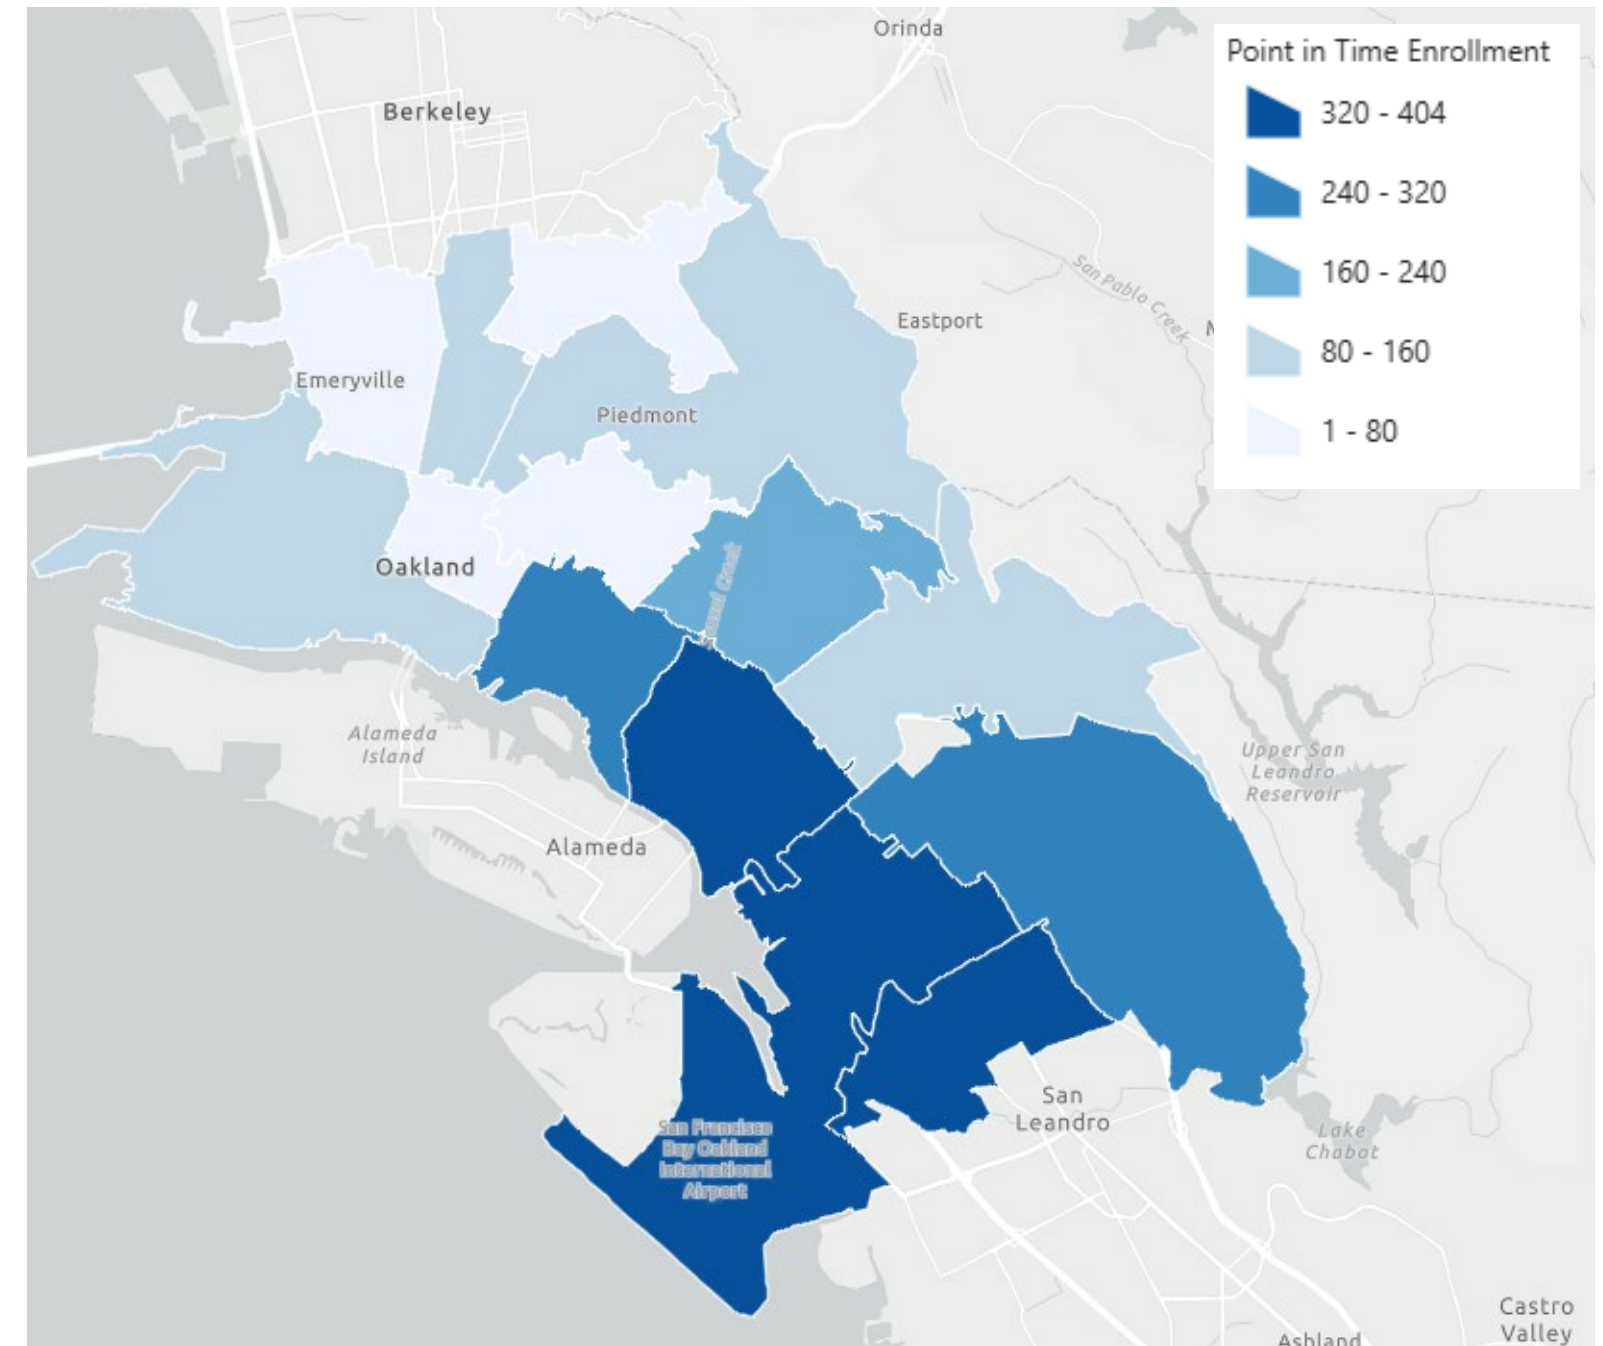 Orinda
Point in Time Enrollment
320 - 404
240 - 320
160 - 240
80 - 160
1 - 80
Berkeley
San Pablo Creek
Eastport
Emeryville
Piedmont
Oakland
Alameda
Island
Upper San
Leandro
Reservoir
Alameda
San
Leandro
Lake
Chabot
San Francisco
Bay Oakland
International
Airport
Castro
Valley
Ashland